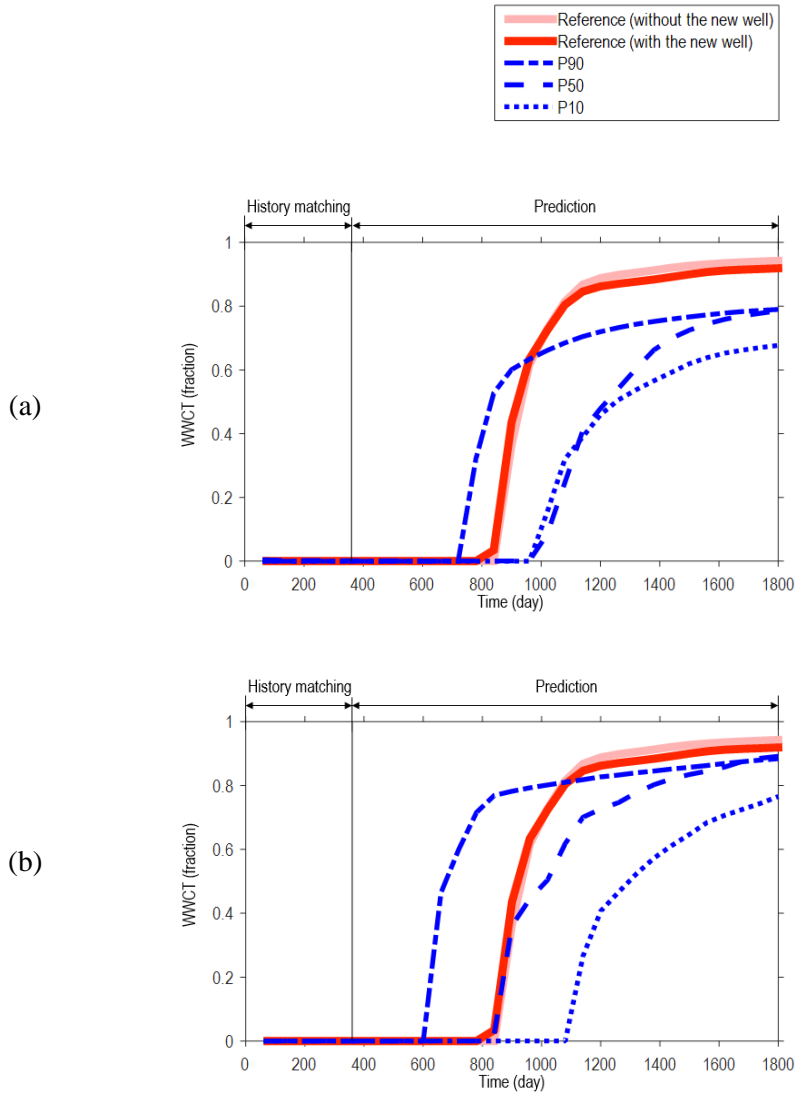 Reference (without the new well)
Reference (with the new well)
P90
P50
P10
(a)
History matching
Prediction
WWCT (fraction)
1
0.8
0.6
0.4
0.2
0
0 200 400 600 800 1000 1200 1400 1600 1800
Time (day)
(b)
History matching
Prediction
WWCT (fraction)
1
0.8
0.6
0.4
0.2
0
0 200 400 600 800 1000 1200 1400 1600 1800
Time (day)